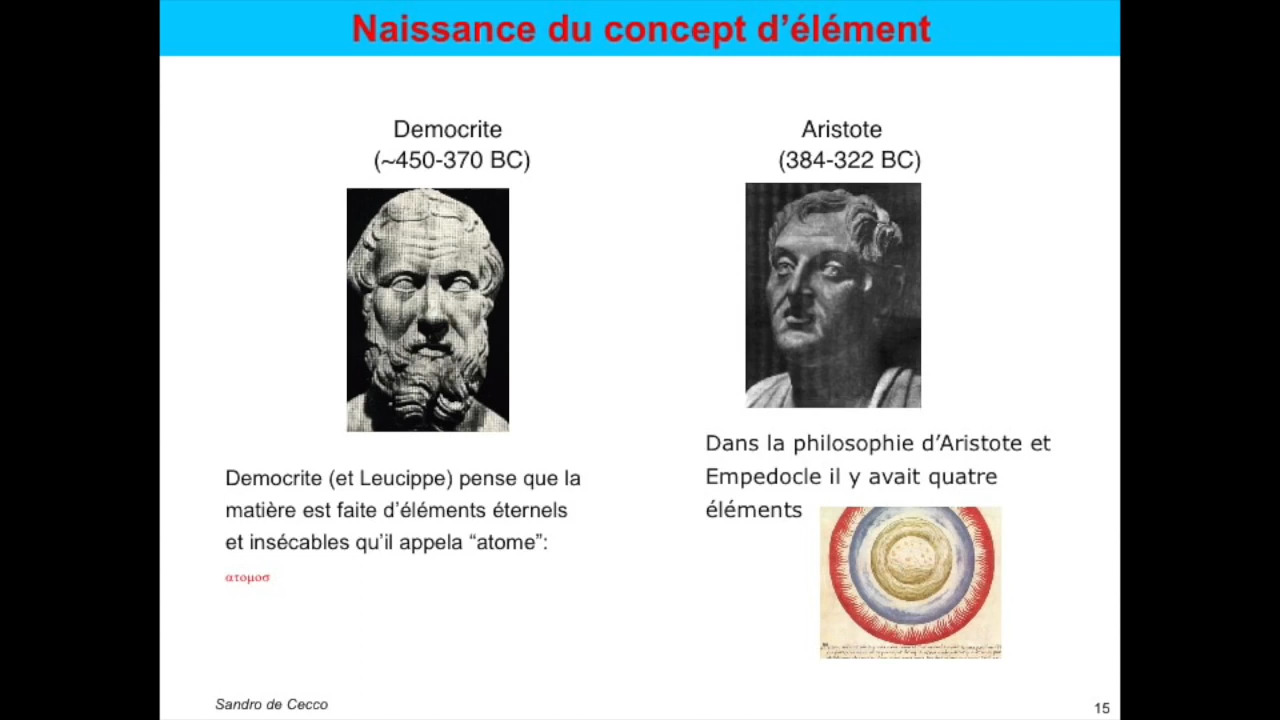 Naissance du concept d’élément
Democrite
(~450-370 BC)
Aristote
(384-322 BC)
Democrite (et Leucippe) pense que la
matière est faite d’éléments éternels
et insécables qu’il appela “atome”:
ατομοσ
Dans la philosophie d’Aristote et
Empedocle il y avait quatre
éléments
Sandro de Cecco
15